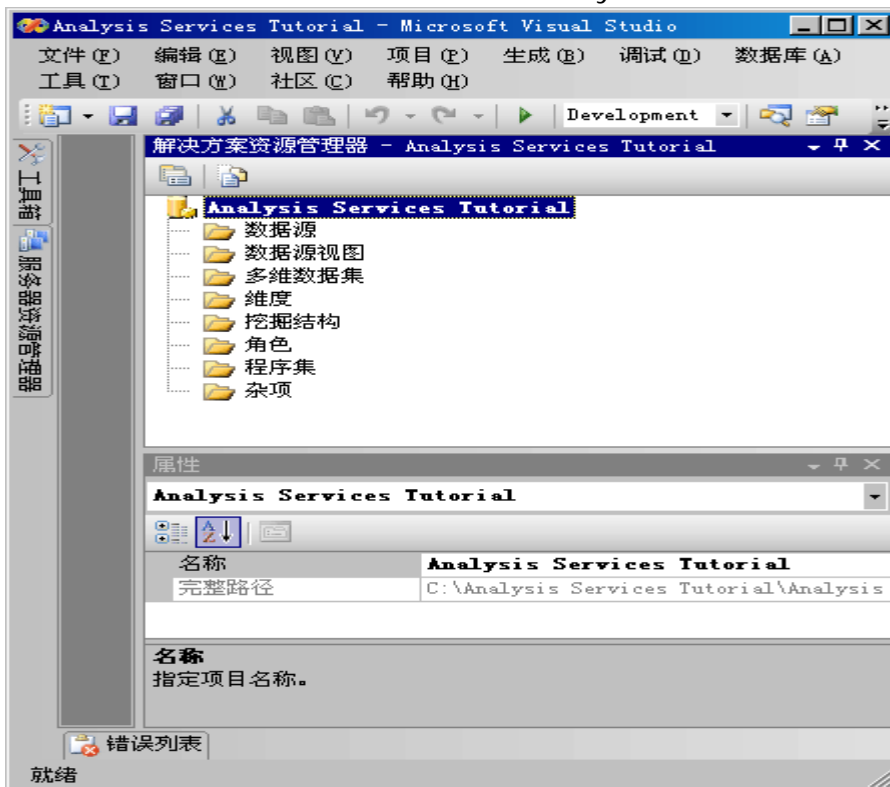 Analysis Services Tutorial - Microsoft Visual Studio
文件(F) 编辑(E) 视图(V) 项目(P) 生成(B) 调试(D) 数据库(A)
工具(T) 窗口(W) 社区(C) 帮助(H)
Development
解决方案资源管理器 - Analysis Services Tutorial
工具箱
服务器资源管理器
Analysis Services Tutorial
数据源
数据源视图
多维数据集
维度
挖掘结构
角色
程序集
杂项
属性
Analysis Services Tutorial
名称 Analysis Services Tutorial
完整路径 C:\Analysis Services Tutorial\Analysis
名称
指定项目名称。
错误列表
就绪